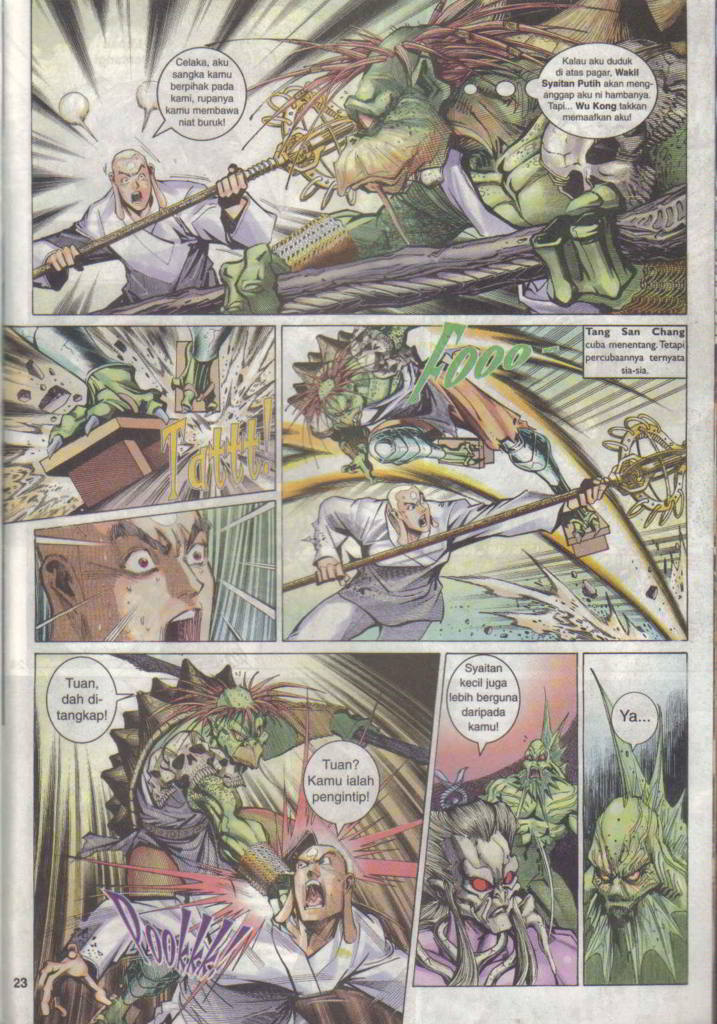 Celaka, aku
sangka kamu
berpihak pada
kami, rupanya
kamu membawa
niat buruk!
Kalau aku duduk
di atas pagar, Wakil
Syaitan Putih akan meng-
anggap aku ni hambanya.
Tapi... Wu Kong takkan
memaafkan aku!
Tattt!
Fooo
Tang San Chang
cuba menentang. Tetapi
percubaannya ternyata
sia-sia.
Tuan,
dah di-
tangkap!
Tuan?
Kamu ialah
pengintip!
Syaitan
kecil juga
lebih berguna
daripada
kamu!
Ya...
23